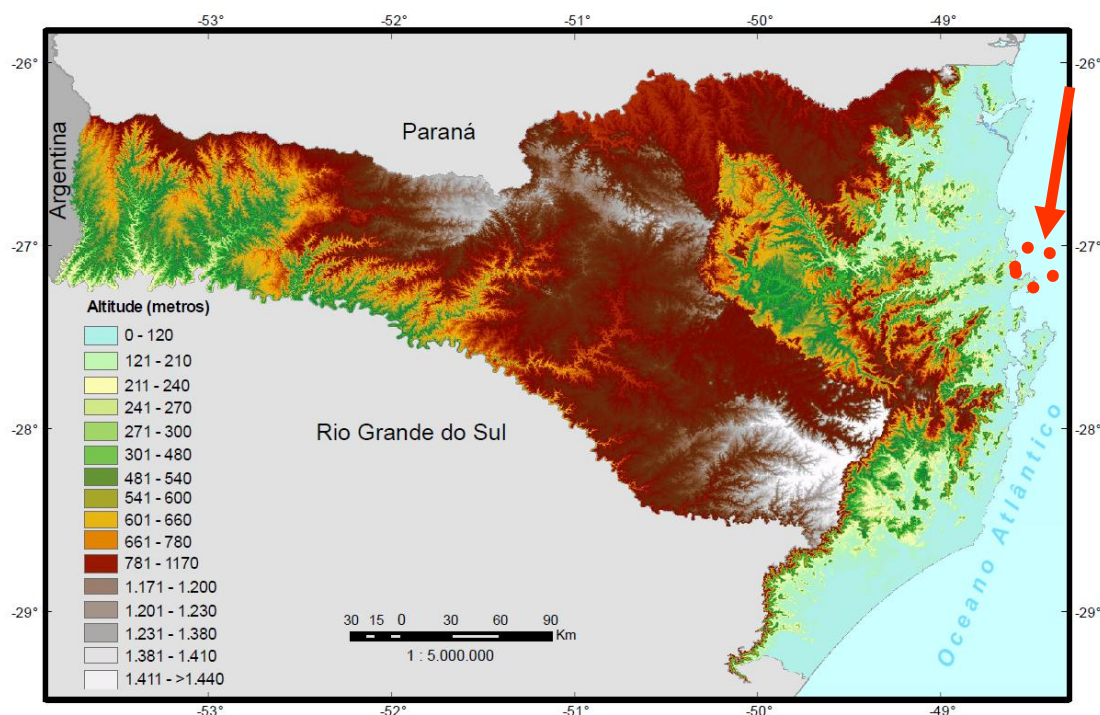 -53°
-52°
-51°
-50°
-49°
-26°
-26°
Paraná
Argentina
-27°
-27°
Altitude (metros)
0 - 120
121 - 210
211 - 240
241 - 270
271 - 300
301 - 480
481 - 540
541 - 600
601 - 660
661 - 780
781 - 1170
1.171 - 1.200
1.201 - 1.230
1.231 - 1.380
1.381 - 1.410
1.411 - >1.440
Rio Grande do Sul
-28°
-28°
Oceano Atlântico
-29°
-29°
30 15 0 30 60 90
Km
1 : 5.000.000
-53°
-52°
-51°
-50°
-49°